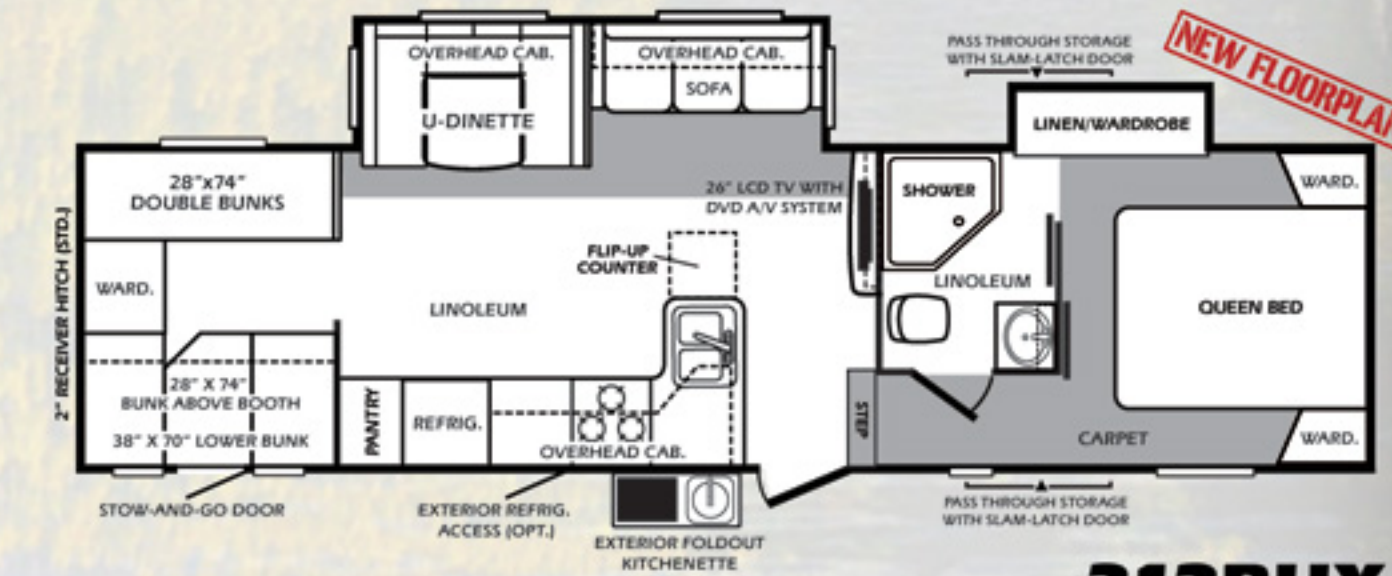 OVERHEAD CAB.
U-DINETTE
OVERHEAD CAB.
SOFA
PASS THROUGH STORAGE
WITH SLAM-LATCH DOOR
NEW FLOORPLAN
LINEN/WARDROBE
28"x74"
DOUBLE BUNKS
26" LCD TV WITH
DVD A/V SYSTEM
SHOWER
WARD.
2" RECEIVER HITCH (STD.)
WARD.
FLIP-UP
COUNTER
LINOLEUM
LINOLEUM
QUEEN BED
28" X 74"
BUNK ABOVE BOOTH
38" X 70" LOWER BUNK
PANTRY
REFRIG.
OVERHEAD CAB.
STEP
CARPET
WARD.
STOW-AND-GO DOOR
EXTERIOR REFRIG.
ACCESS (OPT.)
EXTERIOR FOLDOUT
KITCHENETTE
PASS THROUGH STORAGE
WITH SLAM-LATCH DOOR